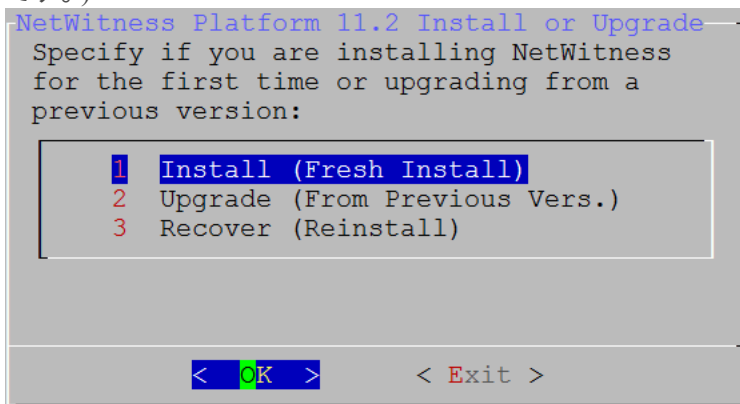 NetWitness Platform 11.2 Install or Upgrade
Specify if you are installing NetWitness
for the first time or upgrading from a
previous version:
1 Install (Fresh Install)
2 Upgrade (From Previous Vers.)
3 Recover (Reinstall)
< OK > < Exit >